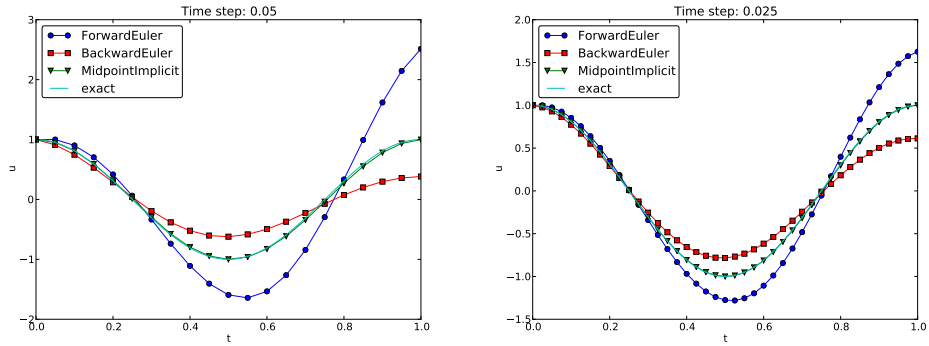 Time step: 0.05
3
2
1
0
−1
−2
0.0
0.2
0.4
0.6
0.8
1.0
t
u
ForwardEuler
BackwardEuler
MidpointImplicit
exact
Time step: 0.025
2.0
1.5
1.0
0.5
0.0
−0.5
−1.0
−1.5
0.0
0.2
0.4
0.6
0.8
1.0
t
u
ForwardEuler
BackwardEuler
MidpointImplicit
exact